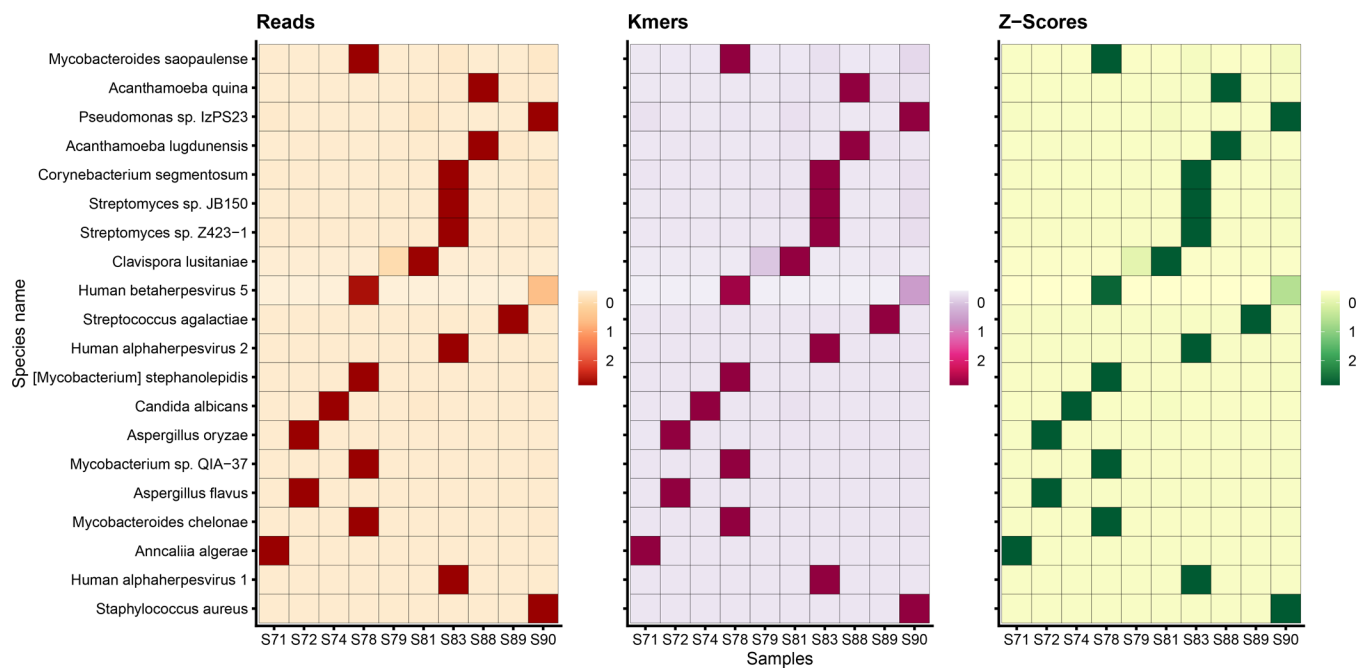 Reads
Kmers
Z−Scores
Species name
Mycobacteroides saopaulense
Acanthamoeba quina
Pseudomonas sp. IzPS23
Acanthamoeba lugdunensis
Corynebacterium segmentosum
Streptomyces sp. JB150
Streptomyces sp. Z423−1
Clavispora lusitaniae
Human betaherpesvirus 5
Streptococcus agalactiae
Human alphaherpesvirus 2
[Mycobacterium] stephanolepidis
Candida albicans
Aspergillus oryzae
Mycobacterium sp. QIA−37
Aspergillus flavus
Mycobacteroides chelonae
Anncaliia algerae
Human alphaherpesvirus 1
Staphylococcus aureus
0
1
2
0
1
2
0
1
2
S71 S72 S74 S78 S79 S81 S83 S88 S89 S90
S71 S72 S74 S78 S79 S81 S83 S88 S89 S90
S71 S72 S74 S78 S79 S81 S83 S88 S89 S90
Samples